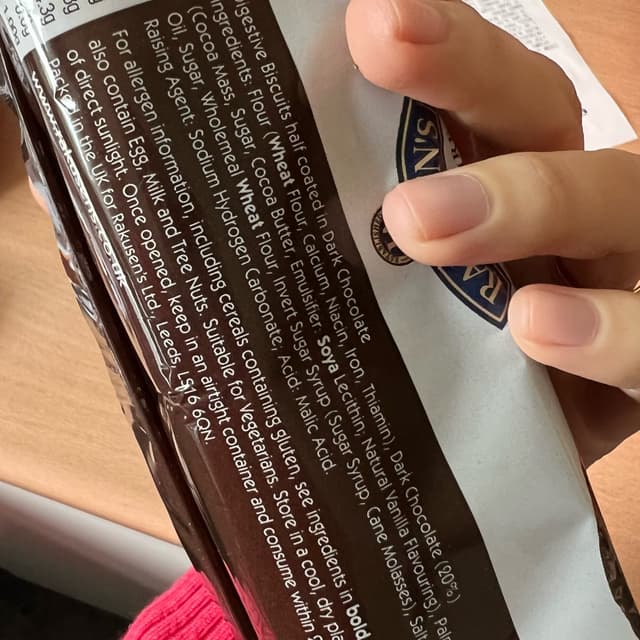 Digestive Biscuits half coated in Dark Chocolate
Ingredients: Flour (Wheat Flour, Calcium, Niacin, Iron, Thiamin), Dark Chocolate (20%)
(Cocoa Mass, Sugar, Cocoa Butter, Emulsifier: Soya Lecithin, Natural Vanilla Flavouring)
Oil, Sugar, Wholemeal Wheat Flour, Invert Sugar Syrup (Sugar Syrup, Cane Molasses),
Raising Agent: Sodium Hydrogen Carbonate, Acid: Malic Acid.
For allergen information, including cereals containing gluten, see ingredients in bold
also contain Egg, Milk and Tree Nuts. Suitable for Vegetarians. Store in a cool, dry
of direct sunlight. Once opened, keep in an airtight container and consume within
Packed in the UK for Rakusen's Ltd., Leeds, LS16 6QN.